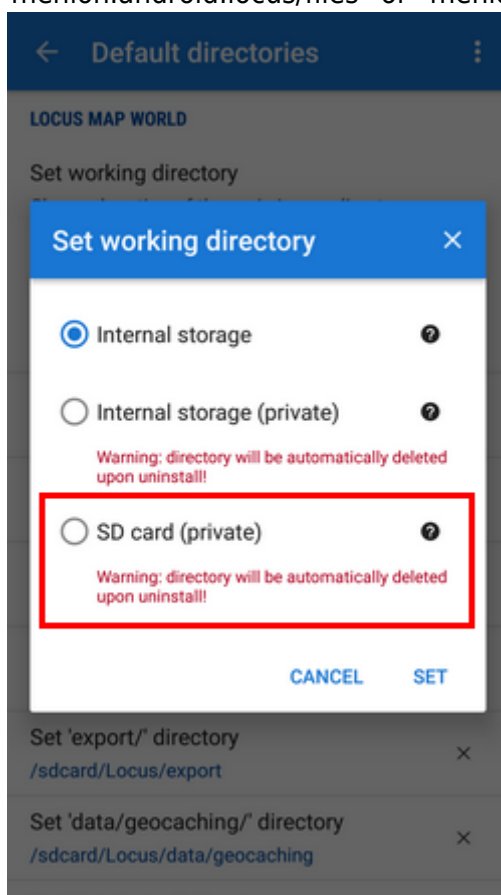 Default directories
LOCUS MAP WORLD
Set working directory
Set working directory
Internal storage
Internal storage (private)
Warning: directory will be automatically deleted
upon uninstall!
SD card (private)
Warning: directory will be automatically deleted
upon uninstall!
CANCEL SET
Set 'export/' directory
/sdcard/Locus/export
Set 'data/geocaching/' directory
/sdcard/Locus/data/geocaching